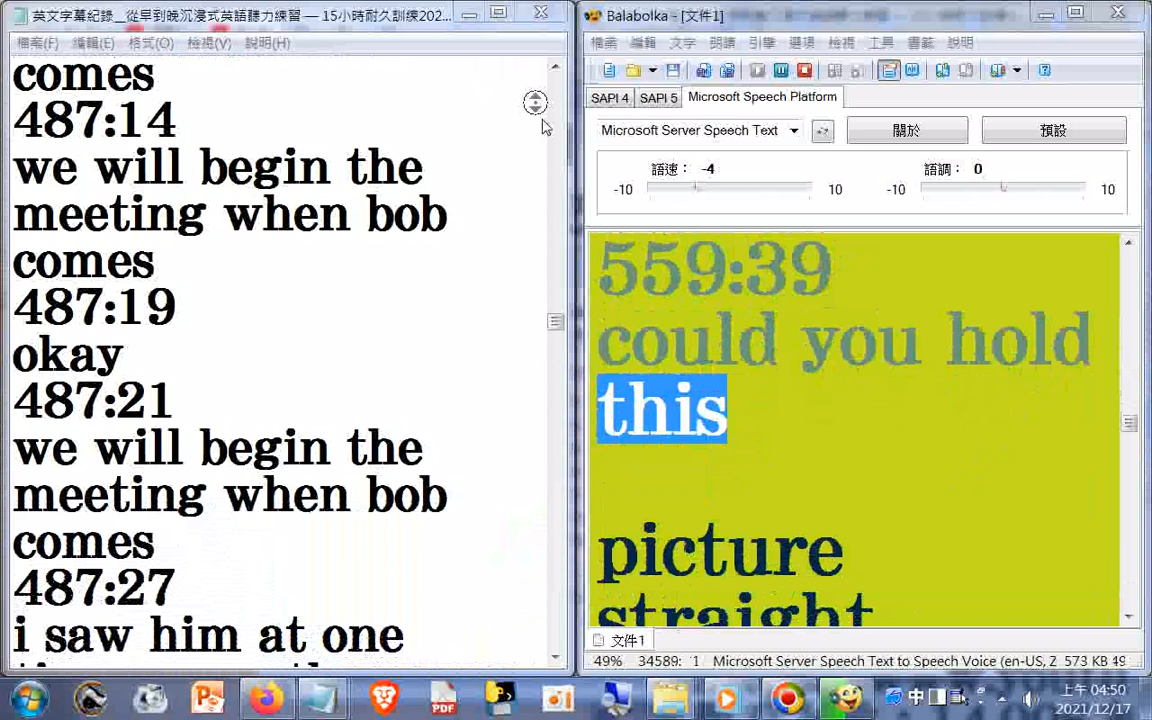 英文字幕紀錄__從早到晚沉浸式英語聽力練習 — 15小時耐久訓練202...
檔案(F) 編輯(E) 格式(O) 檢視(V) 說明(H)
comes
487:14
we will begin the
meeting when bob
comes
487:19
okay
487:21
we will begin the
meeting when bob
comes
487:27
i saw him at one
Balabolka - [文件1]
檔案 編輯 文字 朗讀 引擎 選項 檢視 工具 書籤 說明
SAPI 4 SAPI 5 Microsoft Speech Platform
Microsoft Server Speech Text 關於 預設
語速： -4 語調： 0
-10 10 -10 10
559:39
could you hold
this
picture
straight
文件1
49% 34589: 1 Microsoft Server Speech Text to Speech Voice (en-US, Z 573 KB 49
PDF
中
上午 04:50
2021/12/17